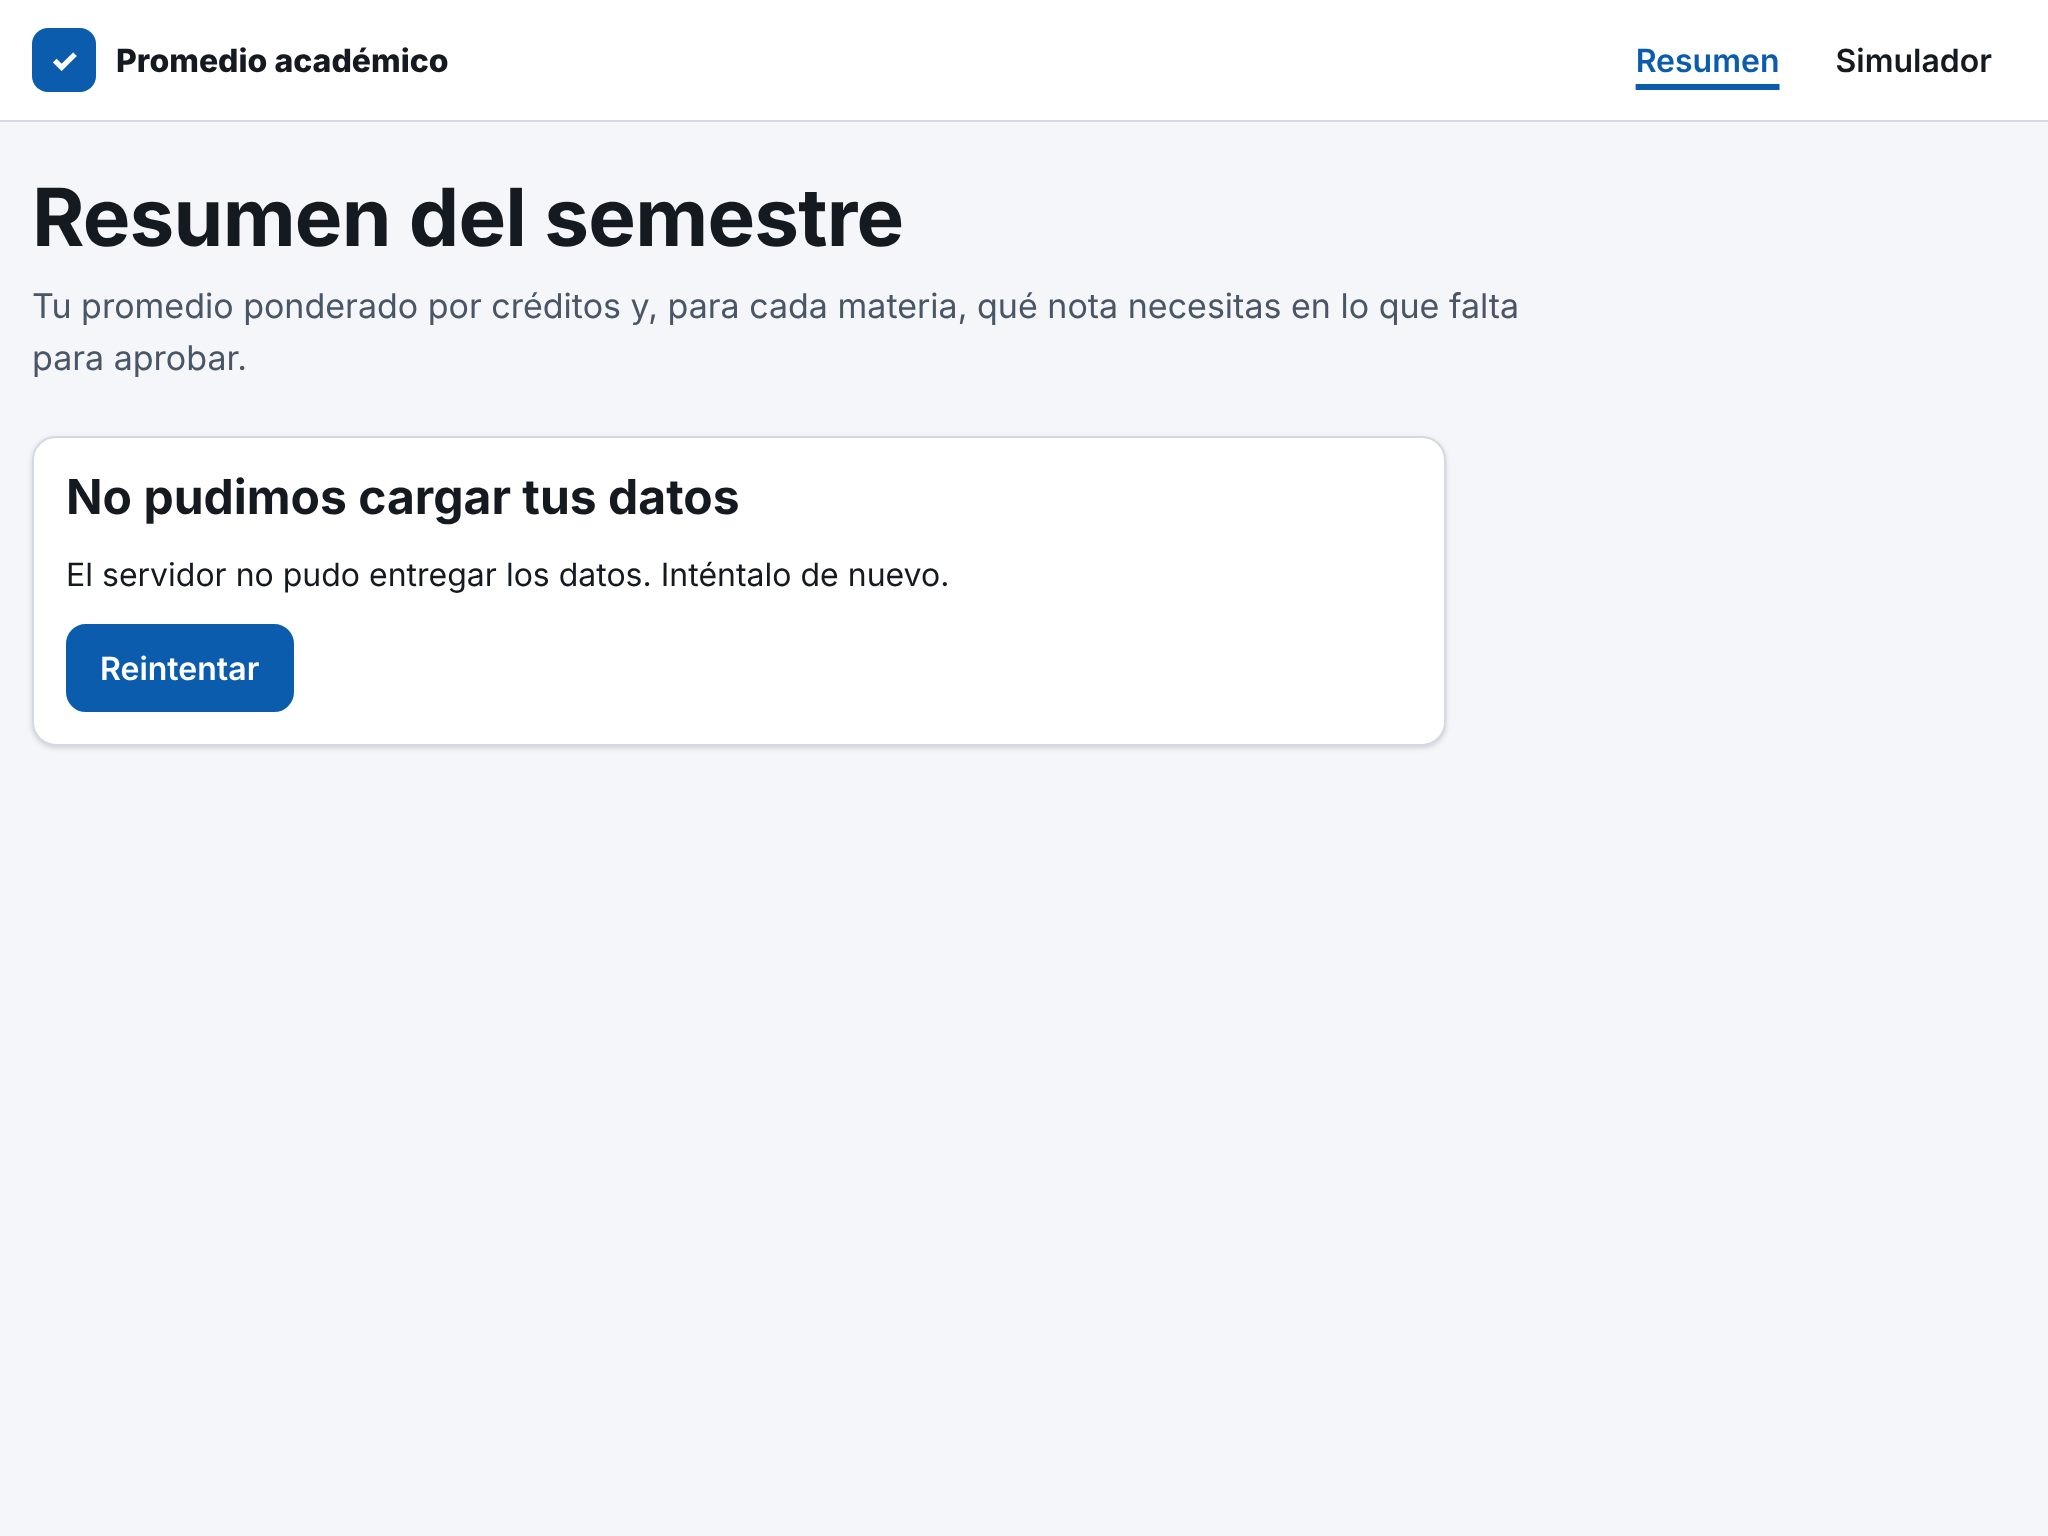 Promedio académico
Resumen
Simulador
Resumen del semestre
Tu promedio ponderado por créditos y, para cada materia, qué nota necesitas en lo que falta
para aprobar.
No pudimos cargar tus datos
El servidor no pudo entregar los datos. Inténtalo de nuevo.
Reintentar